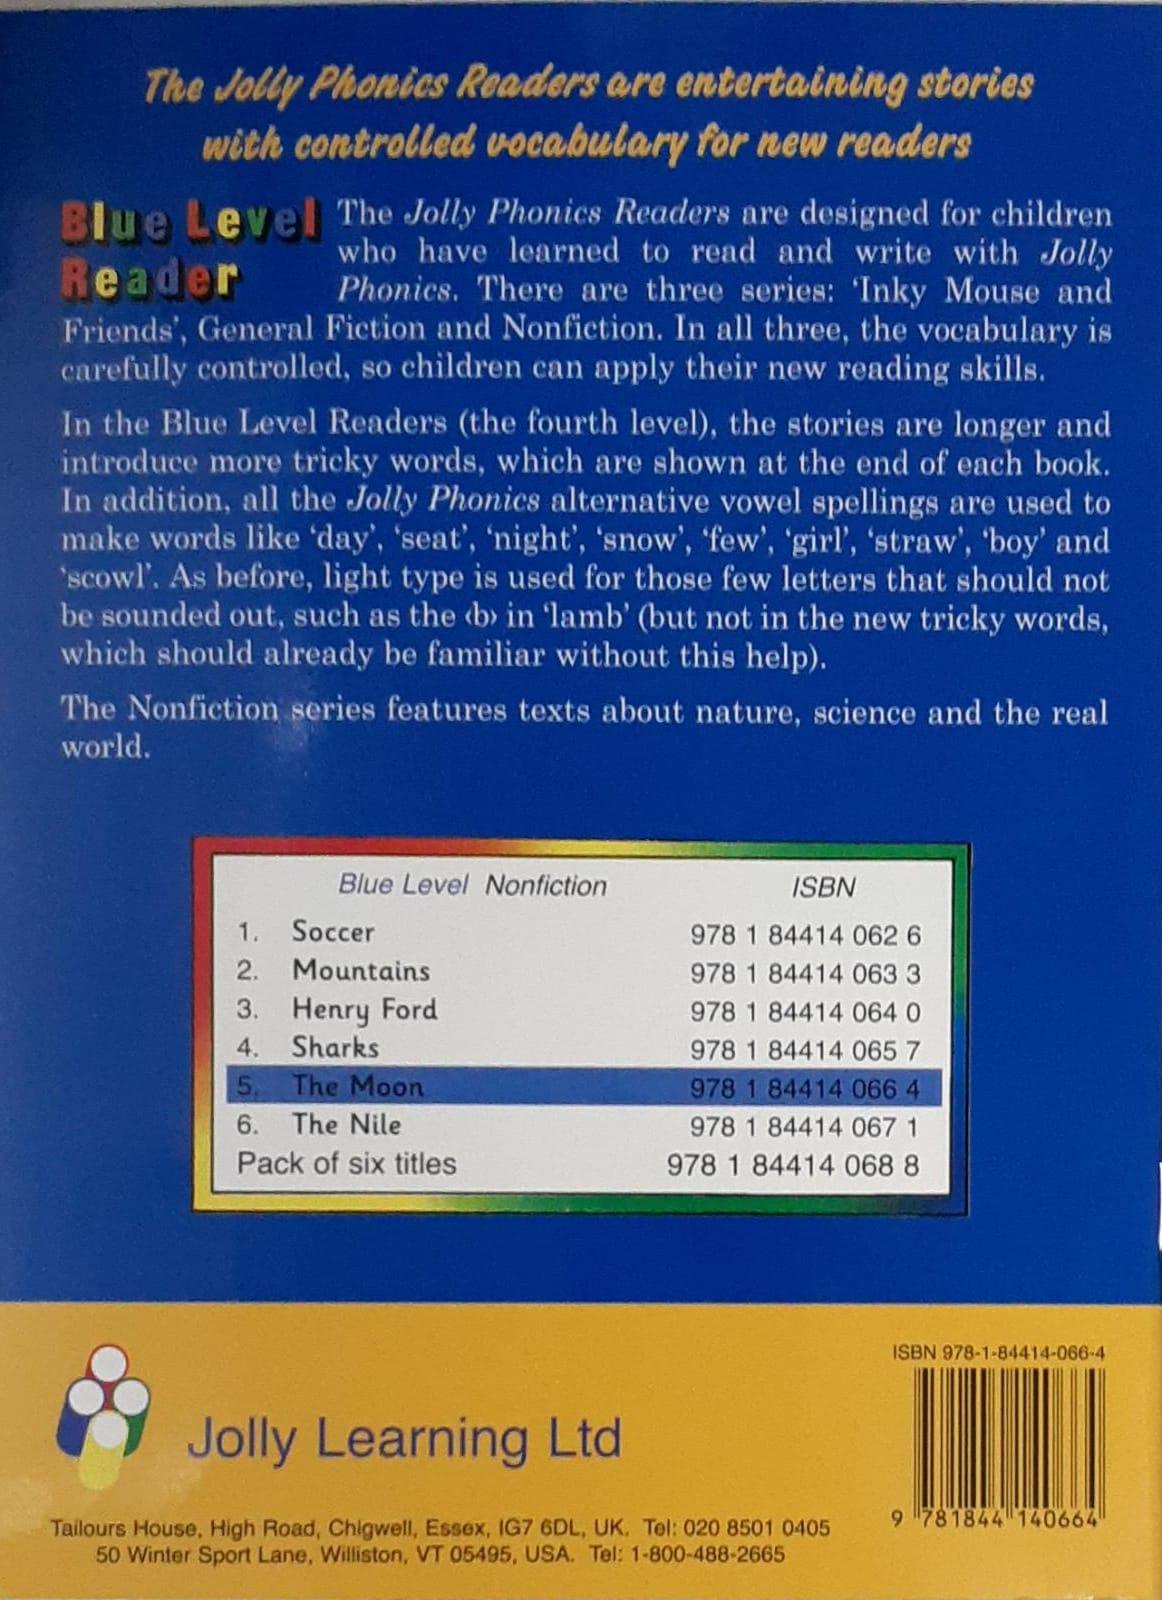 The Jolly Phonics Readers are entertaining stories
with controlled vocabulary for new readers
Blue Level
Reader
The Jolly Phonics Readers are designed for children
who have learned to read and write with Jolly
Phonics. There are three series: ‘Inky Mouse and
Friends’, General Fiction and Nonfiction. In all three, the vocabulary is
carefully controlled, so children can apply their new reading skills.
In the Blue Level Readers (the fourth level), the stories are longer and
introduce more tricky words, which are shown at the end of each book.
In addition, all the Jolly Phonics alternative vowel spellings are used to
make words like ‘day’, ‘seat’, ‘night’, ‘snow’, ‘few’, ‘girl’, ‘straw’, ‘boy’ and
‘scowl’. As before, light type is used for those few letters that should not
be sounded out, such as the ‹b› in ‘lamb’ (but not in the new tricky words,
which should already be familiar without this help).
The Nonfiction series features texts about nature, science and the real
world.
Blue Level Nonfiction ISBN
1. Soccer 978 1 84414 062 6
2. Mountains 978 1 84414 063 3
3. Henry Ford 978 1 84414 064 0
4. Sharks 978 1 84414 065 7
5. The Moon 978 1 84414 066 4
6. The Nile 978 1 84414 067 1
Pack of six titles 978 1 84414 068 8
ISBN 978-1-84414-066-4
9 781844 140664
Jolly Learning Ltd
Tailours House, High Road, Chigwell, Essex, IG7 6DL, UK. Tel: 020 8501 0405
50 Winter Sport Lane, Williston, VT 05495, USA. Tel: 1-800-488-2665